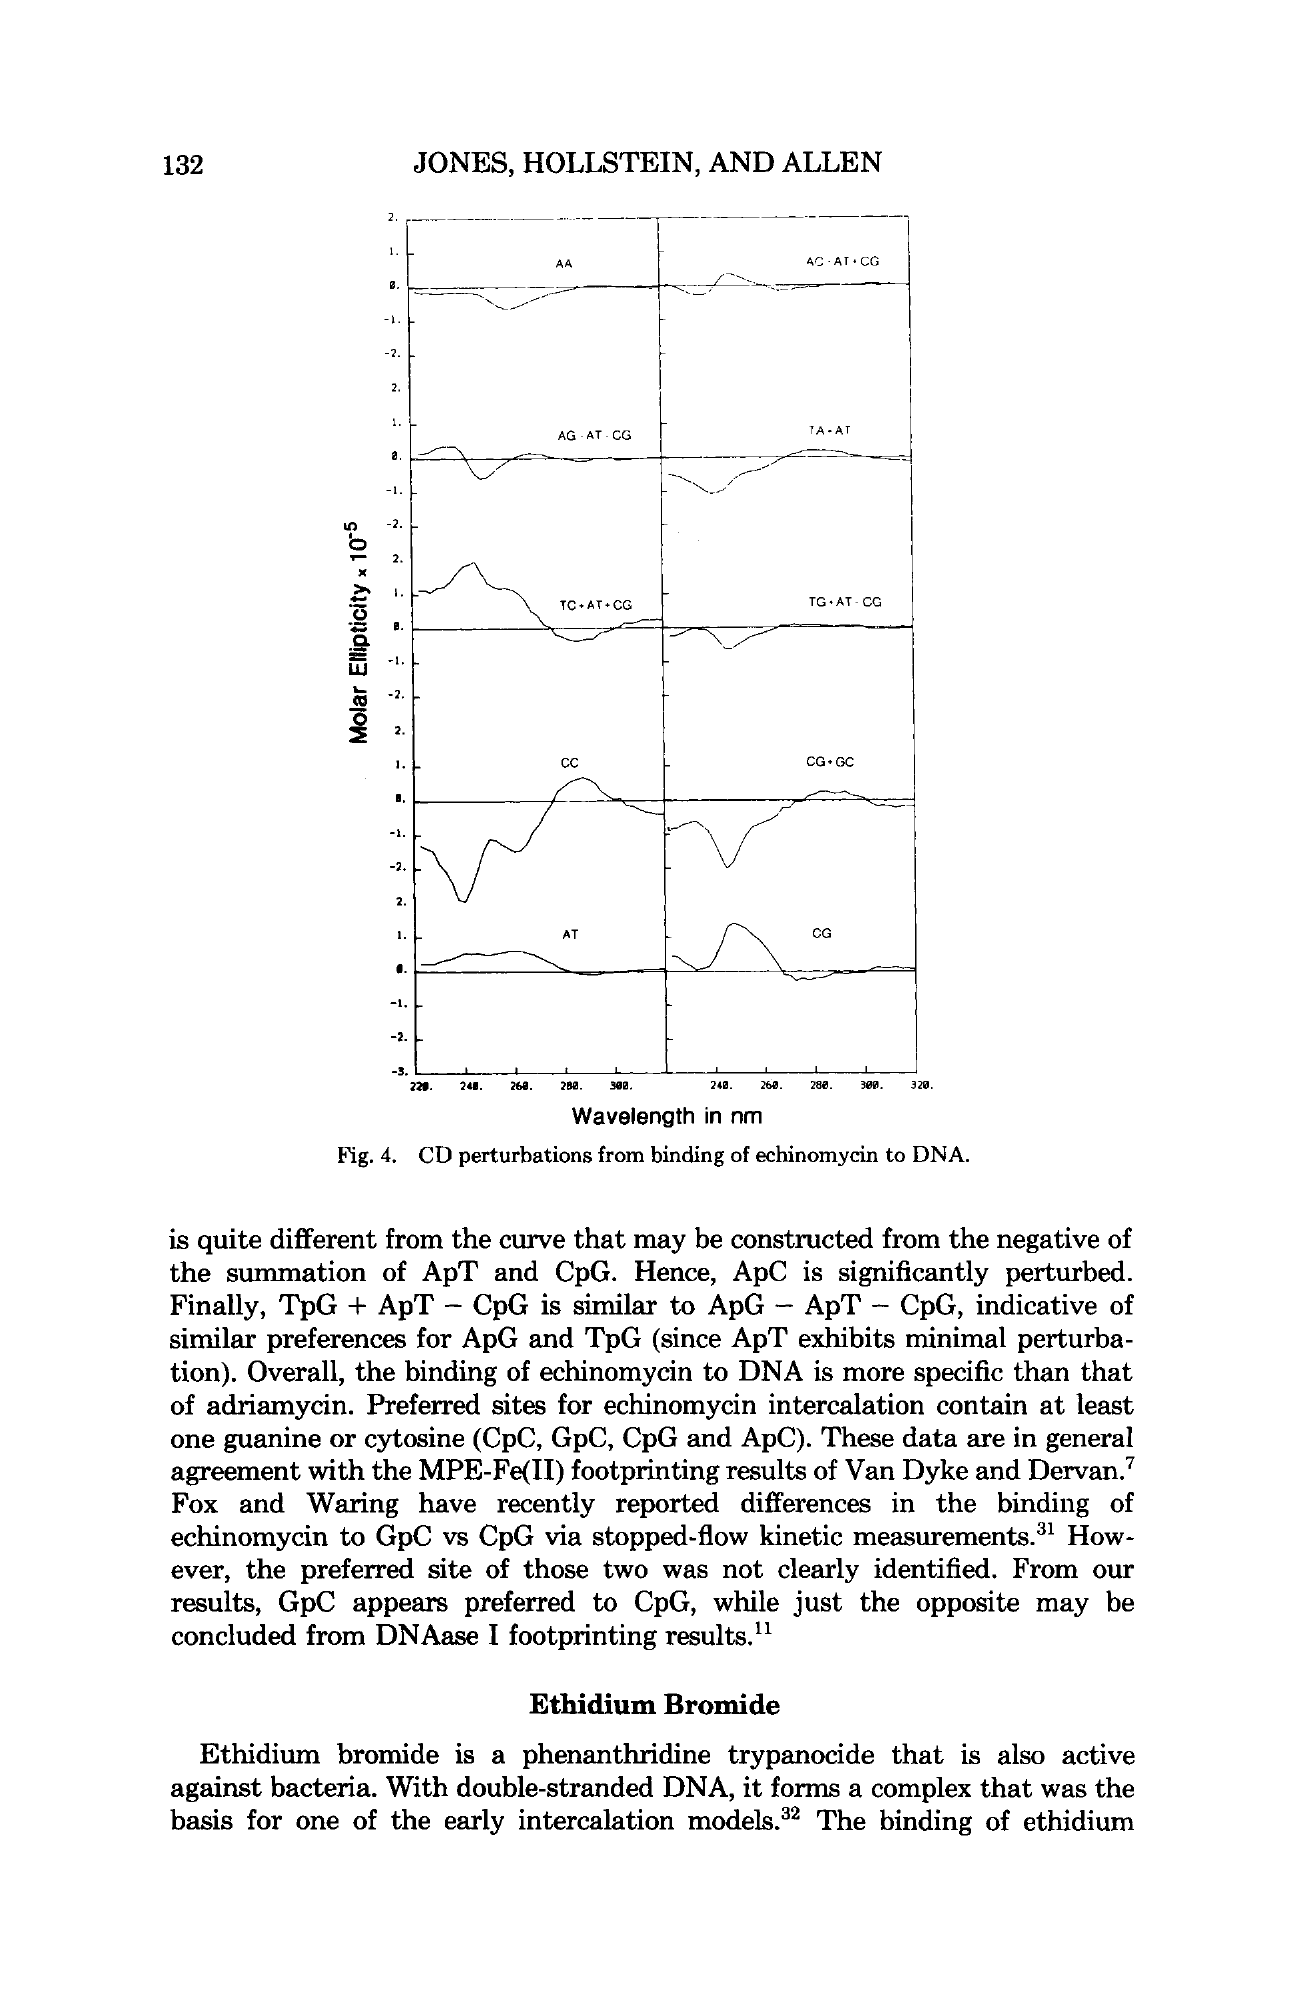 132 JONES, HOLLSTEIN, AND ALLEN
2.
1. AA AC-AT+CG
0.
-1.
-2.
2.
1. AG-AT-CG TA-AT
0.
-1.
-2.
2.
1. TC+AT+CG TG+AT-CG
0.
-1.
-2.
2.
1. CC CG+GC
0.
-1.
-2.
2.
1. AT CG
0.
-1.
-2.
-3.
220. 240. 260. 280. 300. 240. 260. 280. 300. 320.
Molar Ellipticity x 10-5
Wavelength in nm
Fig. 4. CD perturbations from binding of echinomycin to DNA.
is quite different from the curve that may be constructed from the negative of
the summation of ApT and CpG. Hence, ApC is significantly perturbed.
Finally, TpG + ApT − CpG is similar to ApG − ApT − CpG, indicative of
similar preferences for ApG and TpG (since ApT exhibits minimal perturba-
tion). Overall, the binding of echinomycin to DNA is more specific than that
of adriamycin. Preferred sites for echinomycin intercalation contain at least
one guanine or cytosine (CpC, GpC, CpG and ApC). These data are in general
agreement with the MPE-Fe(II) footprinting results of Van Dyke and Dervan.7
Fox and Waring have recently reported differences in the binding of
echinomycin to GpC vs CpG via stopped-flow kinetic measurements.31 How-
ever, the preferred site of those two was not clearly identified. From our
results, GpC appears preferred to CpG, while just the opposite may be
concluded from DNAase I footprinting results.11
Ethidium Bromide
Ethidium bromide is a phenanthridine trypanocide that is also active
against bacteria. With double-stranded DNA, it forms a complex that was the
basis for one of the early intercalation models.32 The binding of ethidium